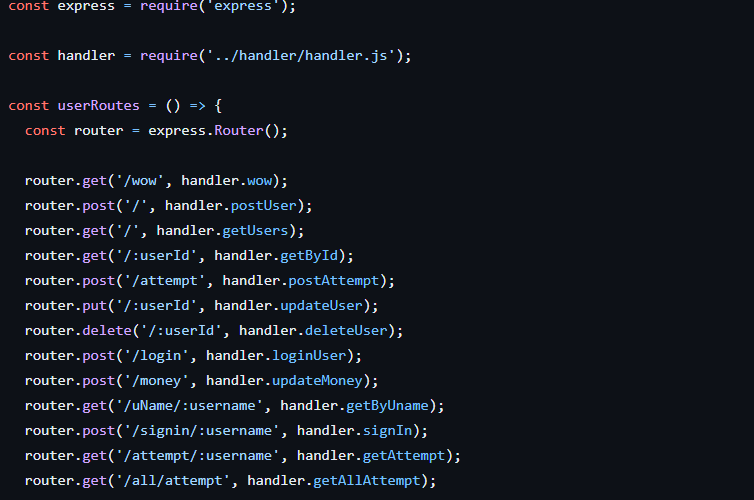 const express = require('express');
const handler = require('../handler/handler.js');
const userRoutes = () => {
const router = express.Router();
router.get('/wow', handler.wow);
router.post('/', handler.postUser);
router.get('/', handler.getUsers);
router.get('/:userId', handler.getById);
router.post('/attempt', handler.postAttempt);
router.put('/:userId', handler.updateUser);
router.delete('/:userId', handler.deleteUser);
router.post('/login', handler.loginUser);
router.post('/money', handler.updateMoney);
router.get('/uName/:username', handler.getByUname);
router.post('/signin/:username', handler.signIn);
router.get('/attempt/:username', handler.getAttempt);
router.get('/all/attempt', handler.getAllAttempt);